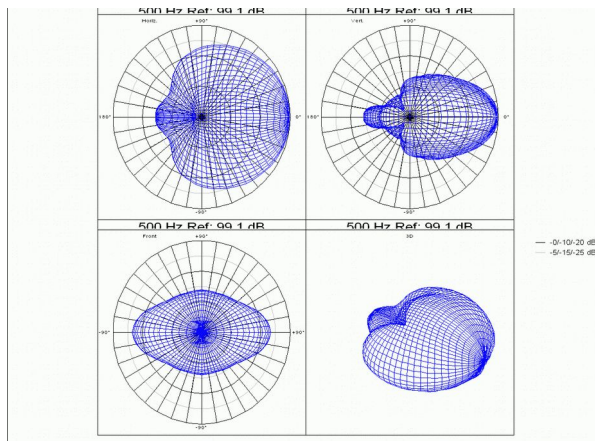 500 Hz Ref: 99.1 dB
500 Hz Ref: 99.1 dB
Horiz.
+90°
Vert.
+90°
180°
0°
180°
0°
-90°
-90°
500 Hz Ref: 99.1 dB
500 Hz Ref: 99.1 dB
Front
+90°
3D
-0/-10/-20 dB
-5/-15/-25 dB
-90°
+90°
-90°